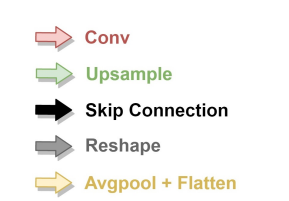 Conv
Upsample
Skip Connection
Reshape
Avgpool + Flatten